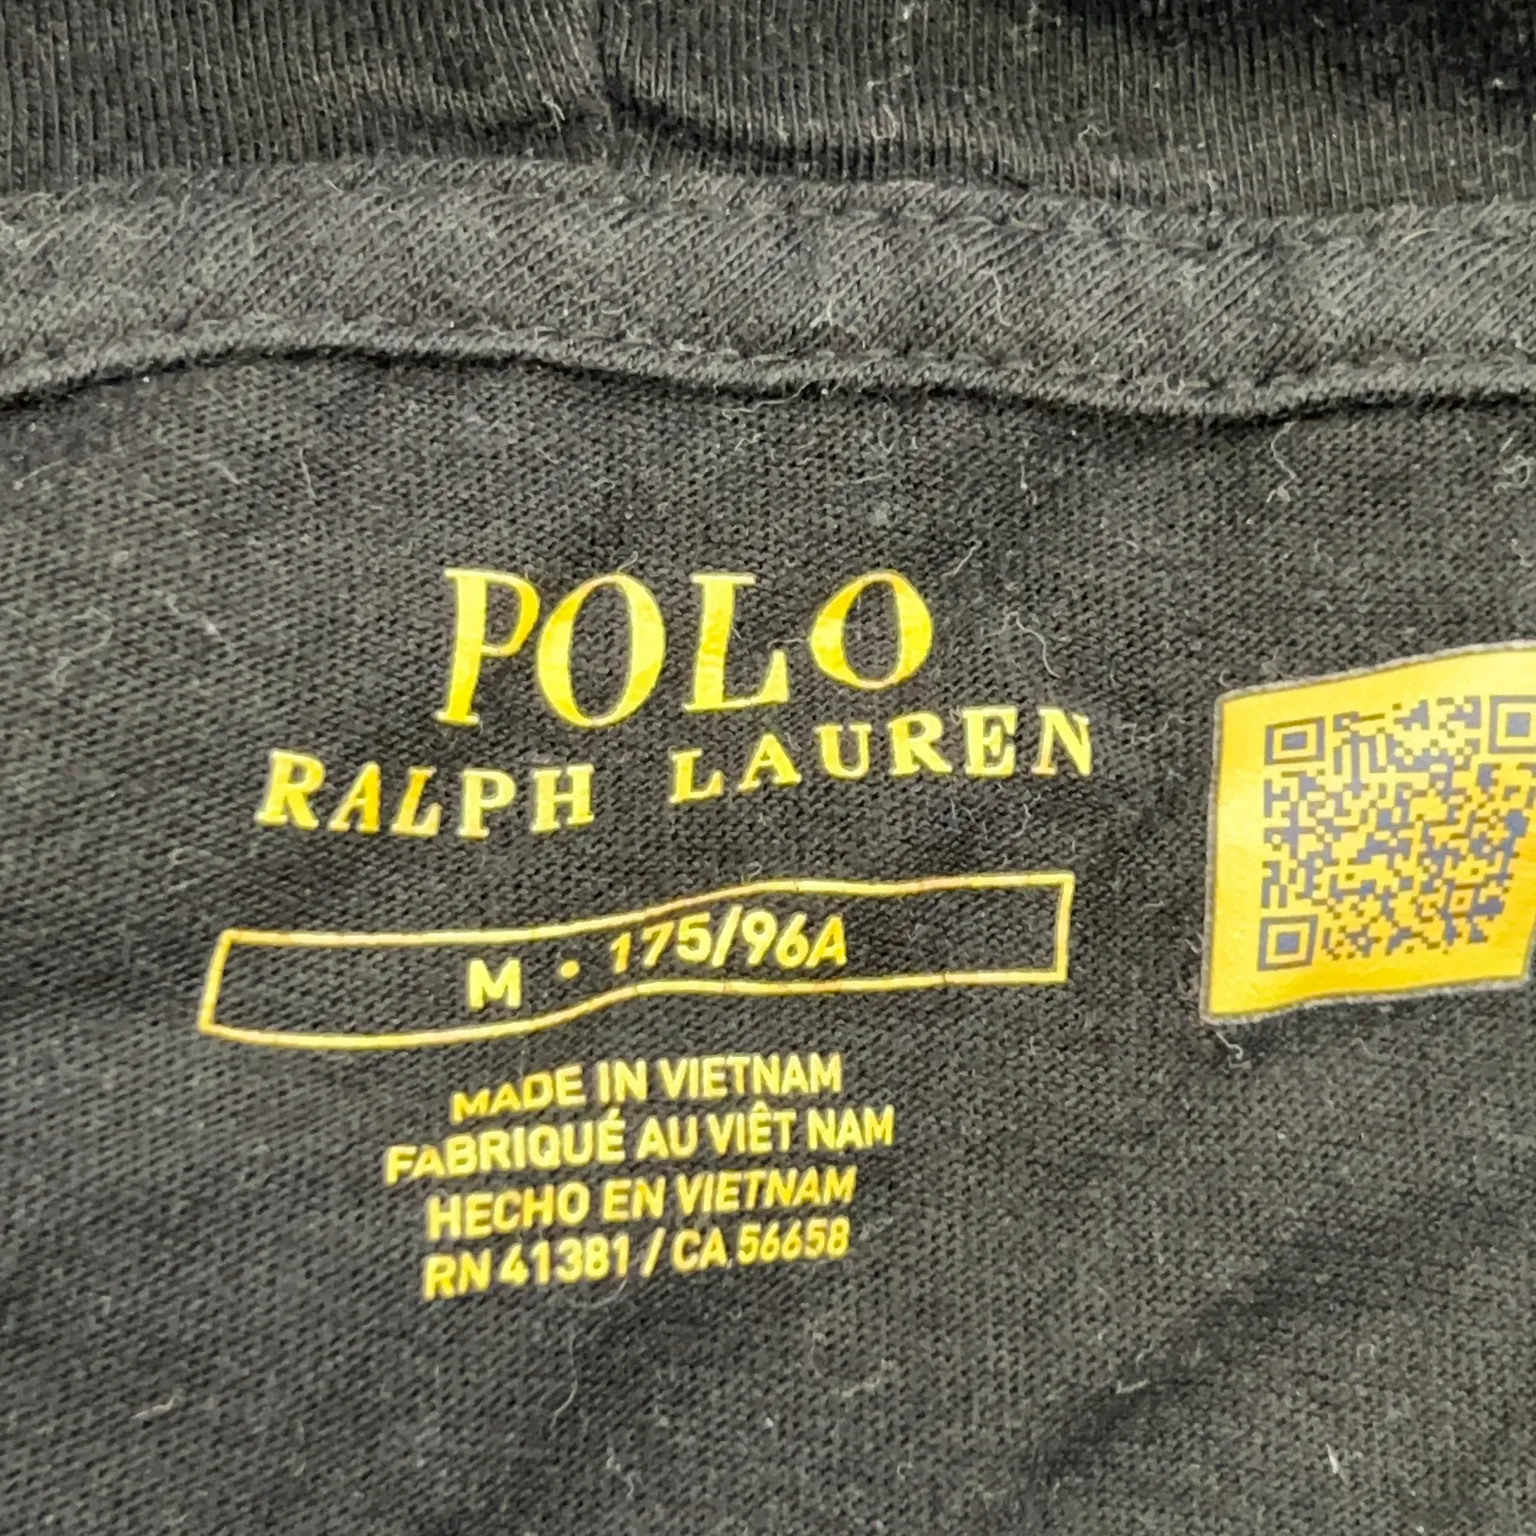 POLO
RALPH LAUREN
M · 175/96A
MADE IN VIETNAM
FABRIQUÉ AU VIÊT NAM
HECHO EN VIETNAM
RN 41381 / CA 56658